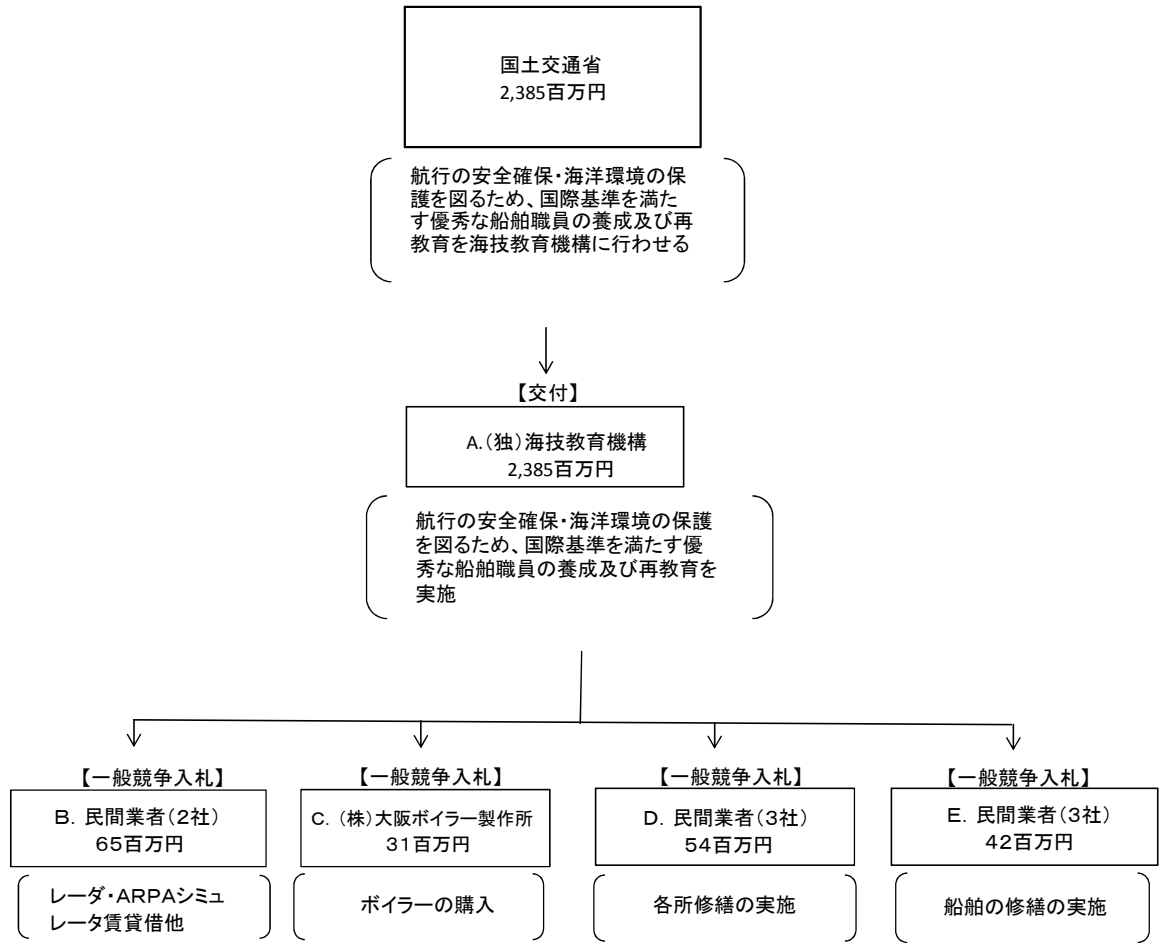 国土交通省
2,385百万円
航行の安全確保・海洋環境の保
護を図るため、国際基準を満た
す優秀な船舶職員の養成及び再
教育を海技教育機構に行わせる
【交付】
A.（独）海技教育機構
2,385百万円
航行の安全確保・海洋環境の保護
を図るため、国際基準を満たす優
秀な船舶職員の養成及び再教育を
実施
【一般競争入札】
B. 民間業者（２社）
６５百万円
レーダ・ＡＲＰＡシミュ
レータ賃貸借他
【一般競争入札】
C. （株）大阪ボイラー製作所
３１百万円
ボイラーの購入
【一般競争入札】
Ｄ. 民間業者（３社）
５４百万円
各所修繕の実施
【一般競争入札】
Ｅ. 民間業者（３社）
４２百万円
船舶の修繕の実施